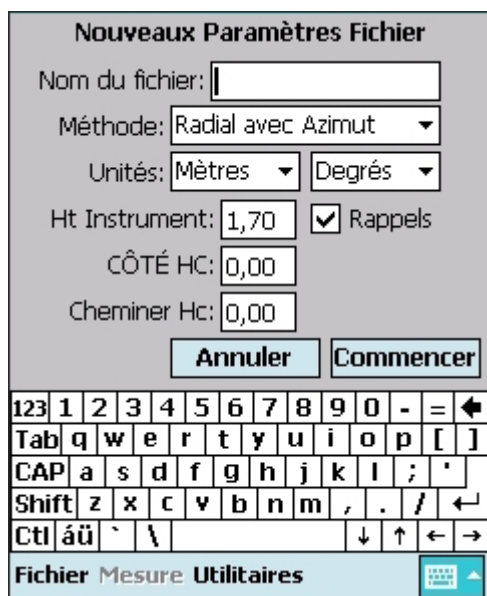 Nouveaux Paramètres Fichier
Nom du fichier:
Méthode: Radial avec Azimut
Unités: Mètres Degrés
Ht Instrument: 1,70 Rappels
CÔTÉ HC: 0,00
Cheminer Hc: 0,00
Annuler Commencer
123 1 2 3 4 5 6 7 8 9 0 - =
Tab q w e r t y u i o p [ ]
CAP a s d f g h j k l ; '
Shift z x c v b n m , . /
Ctl áü ` \
Fichier Mesure Utilitaires